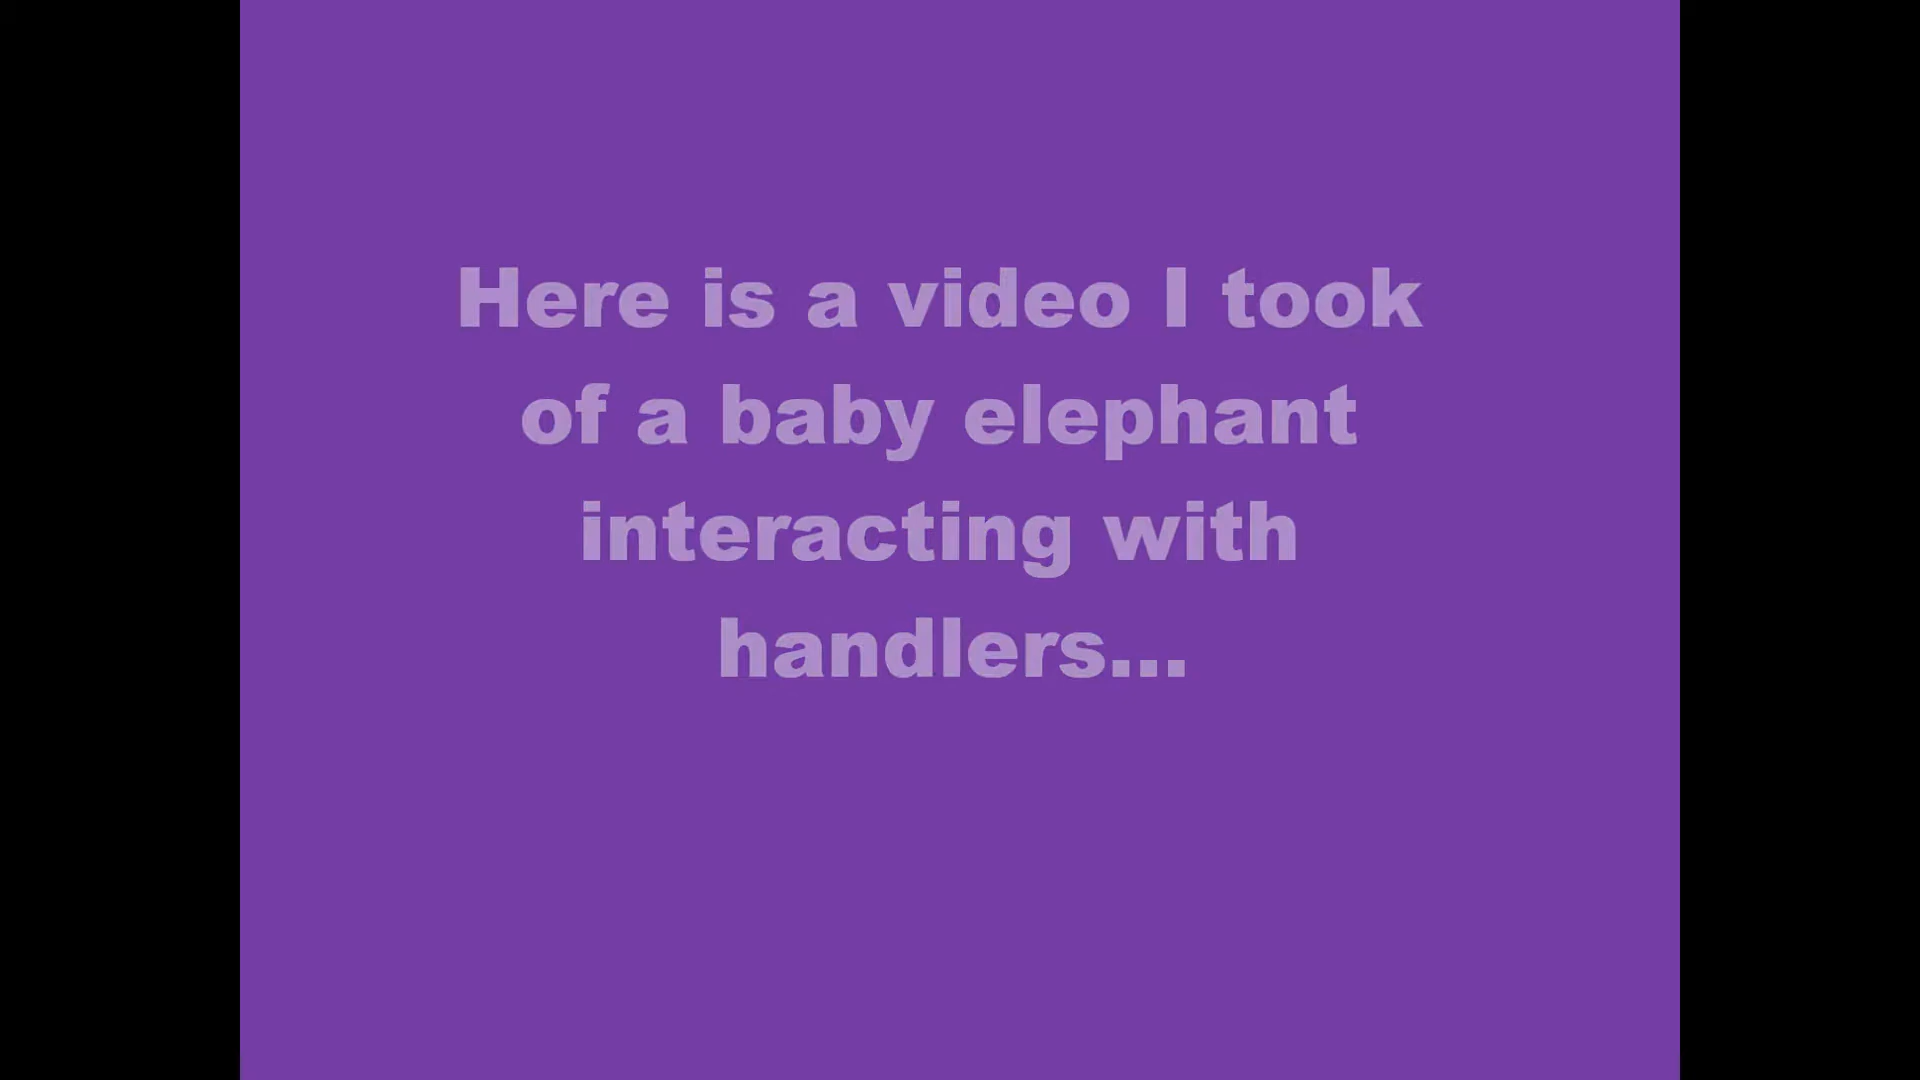 Here is a video I took
of a baby elephant
interacting with
handlers...